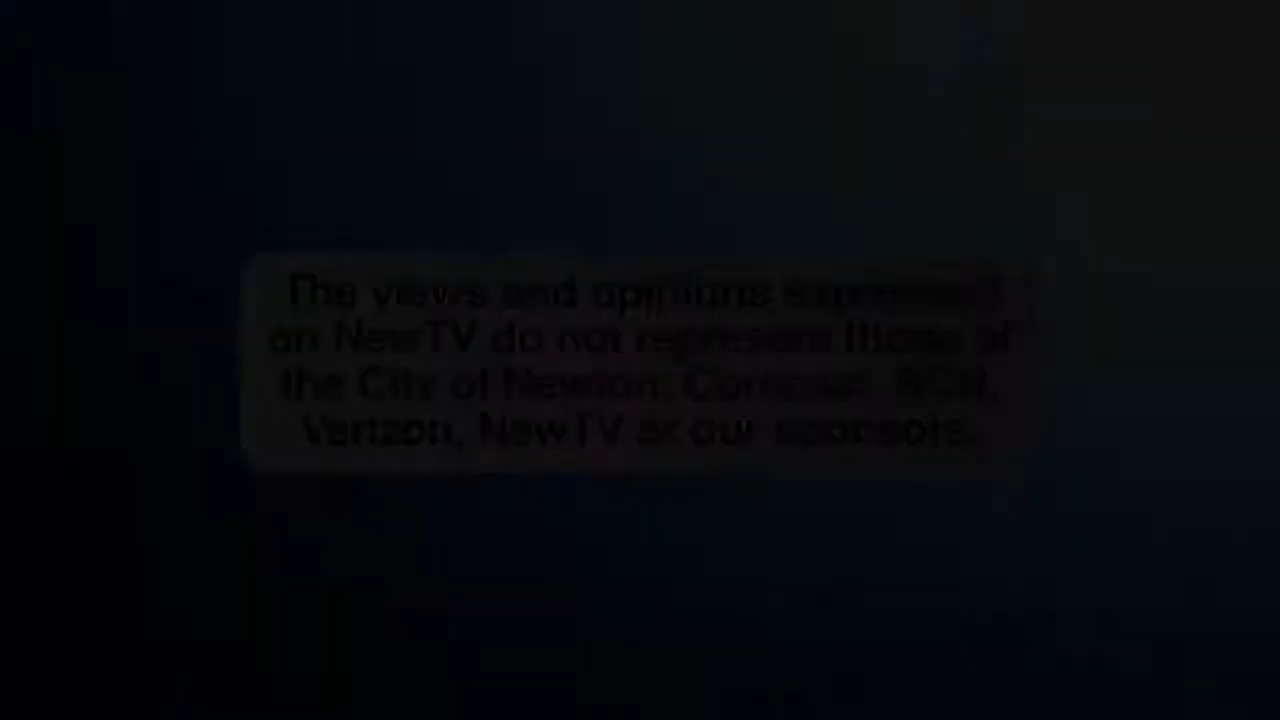 The views and opinions expressed
on NewTV do not represent those of
the City of Newton, Comcast, RCN,
Verizon, NewTV or our sponsors.